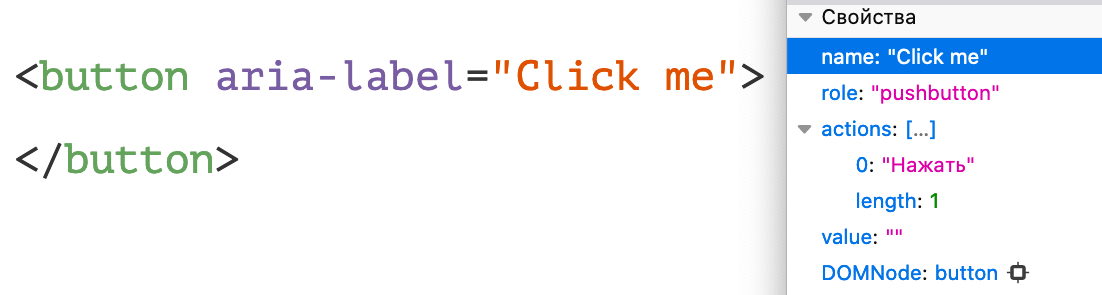 <button aria-label="Click me">
</button>
Свойства
name: "Click me"
role: "pushbutton"
actions: […]
0: "Нажать"
length: 1
value: ""
DOMNode: button